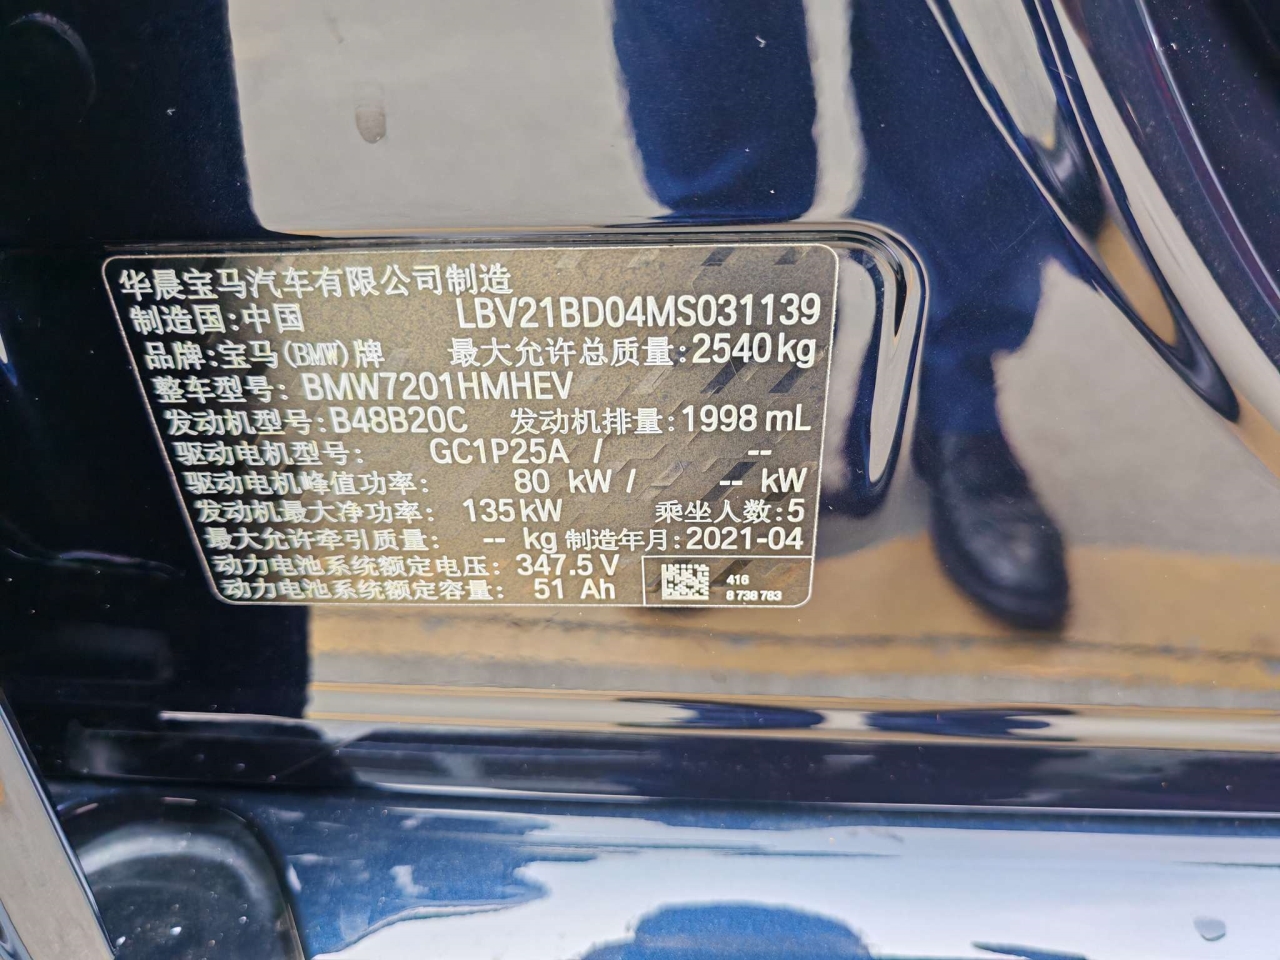 华晨宝马汽车有限公司制造
制造国:中国 LBV21BD04MS031139
品牌:宝马(BMW)牌 最大允许总质量:2540kg
整车型号: BMW7201HMHEV
发动机型号:B48B20C 发动机排量:1998 mL
驱动电机型号: GC1P25A / --
驱动电机峰值功率: 80 kW / -- kW
发动机最大净功率: 135kW 乘坐人数:5
最大允许牵引质量: -- kg 制造年月:2021-04
动力电池系统额定电压: 347.5 V
动力电池系统额定容量: 51 Ah
416
8 738 783